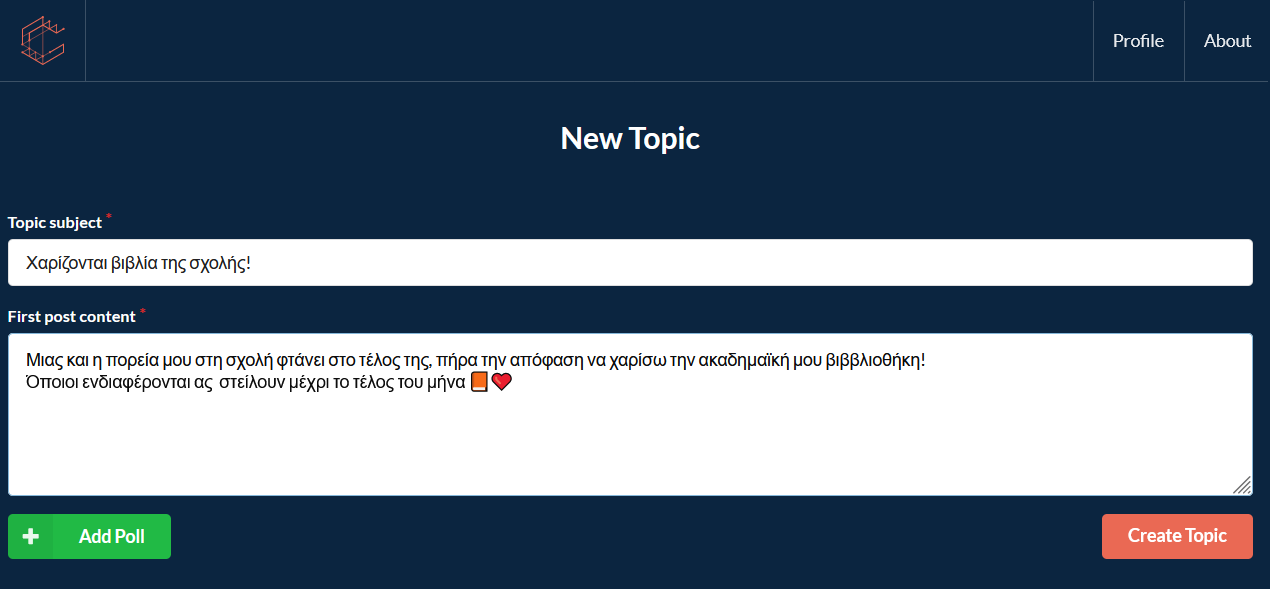 Profile
About
New Topic
Topic subject *
Χαρίζονται βιβλία της σχολής!
First post content *
Μιας και η πορεία μου στη σχολή φτάνει στο τέλος της, πήρα την απόφαση να χαρίσω την ακαδημαϊκή μου βιββλιοθήκη!
Όποιοι ενδιαφέρονται ας  στείλουν μέχρι το τέλος του μήνα 📙❤️
Add Poll
Create Topic